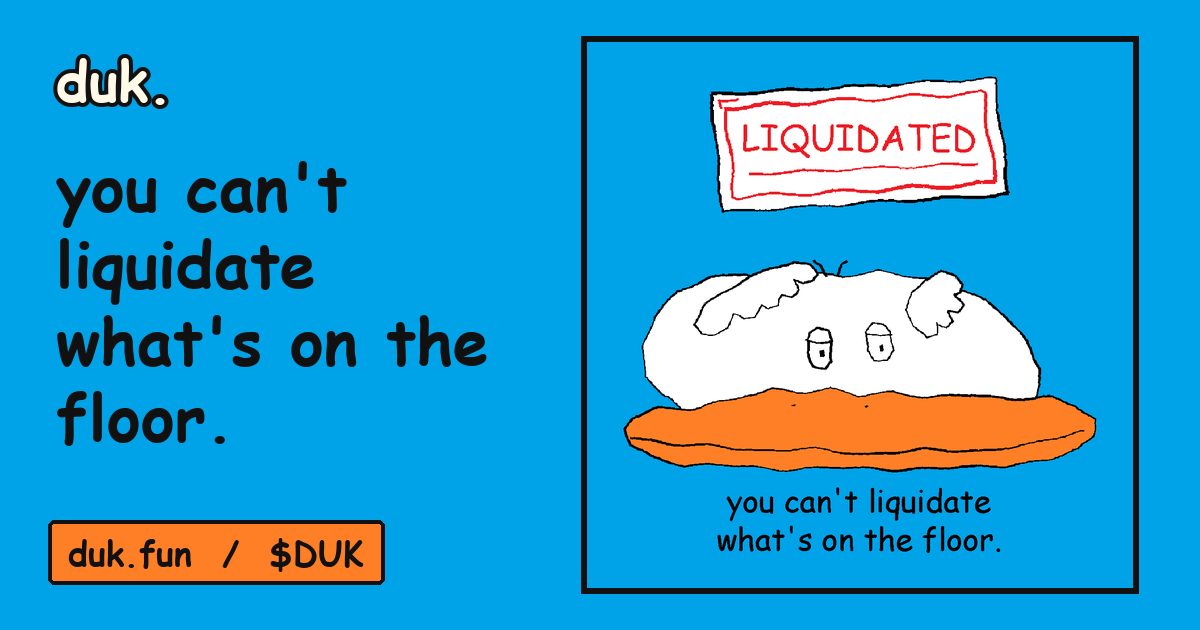 duk.
you can't
liquidate
what's on the
floor.
duk.fun / $DUK
LIQUIDATED
you can't liquidate
what's on the floor.